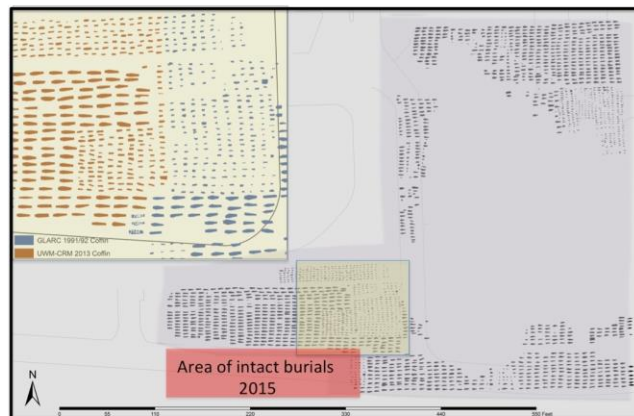 GLARC 1991/92 Coffin
UWM-CRM 2013 Coffin
Area of intact burials
2015
N
0 55 110 220 330 440 550 Feet